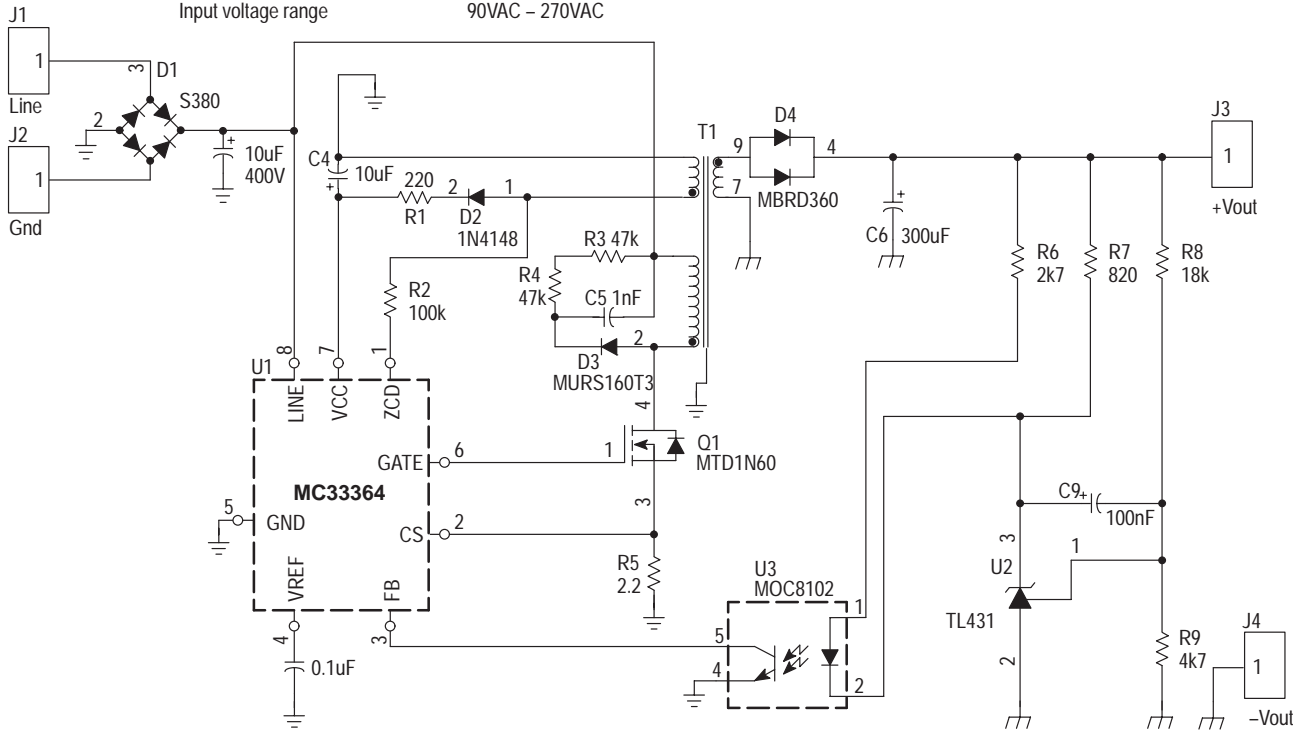 Input voltage range 90VAC – 270VAC
J1
1
Line
J2
1
Gnd
3
D1
2
S380
+
10uF
400V
C4
10uF
+
220
R1
2
D2
1N4148
1
R2
100k
R3 47k
R4
47k
C5 1nF
2
D3
MURS160T3
T1
9
7
D4
4
MBRD360
+
C6 300uF
R6
2k7
R7
820
R8
18k
J3
1
+Vout
U1
8
LINE
7
VCC
1
ZCD
GATE
6
MC33364
5
GND
CS
2
VREF
4
FB
3
0.1uF
4
1
Q1
MTD1N60
3
R5
2.2
U3
MOC8102
5
4
1
2
C9
+
100nF
3
U2
1
TL431
2
R9
4k7
J4
1
–Vout